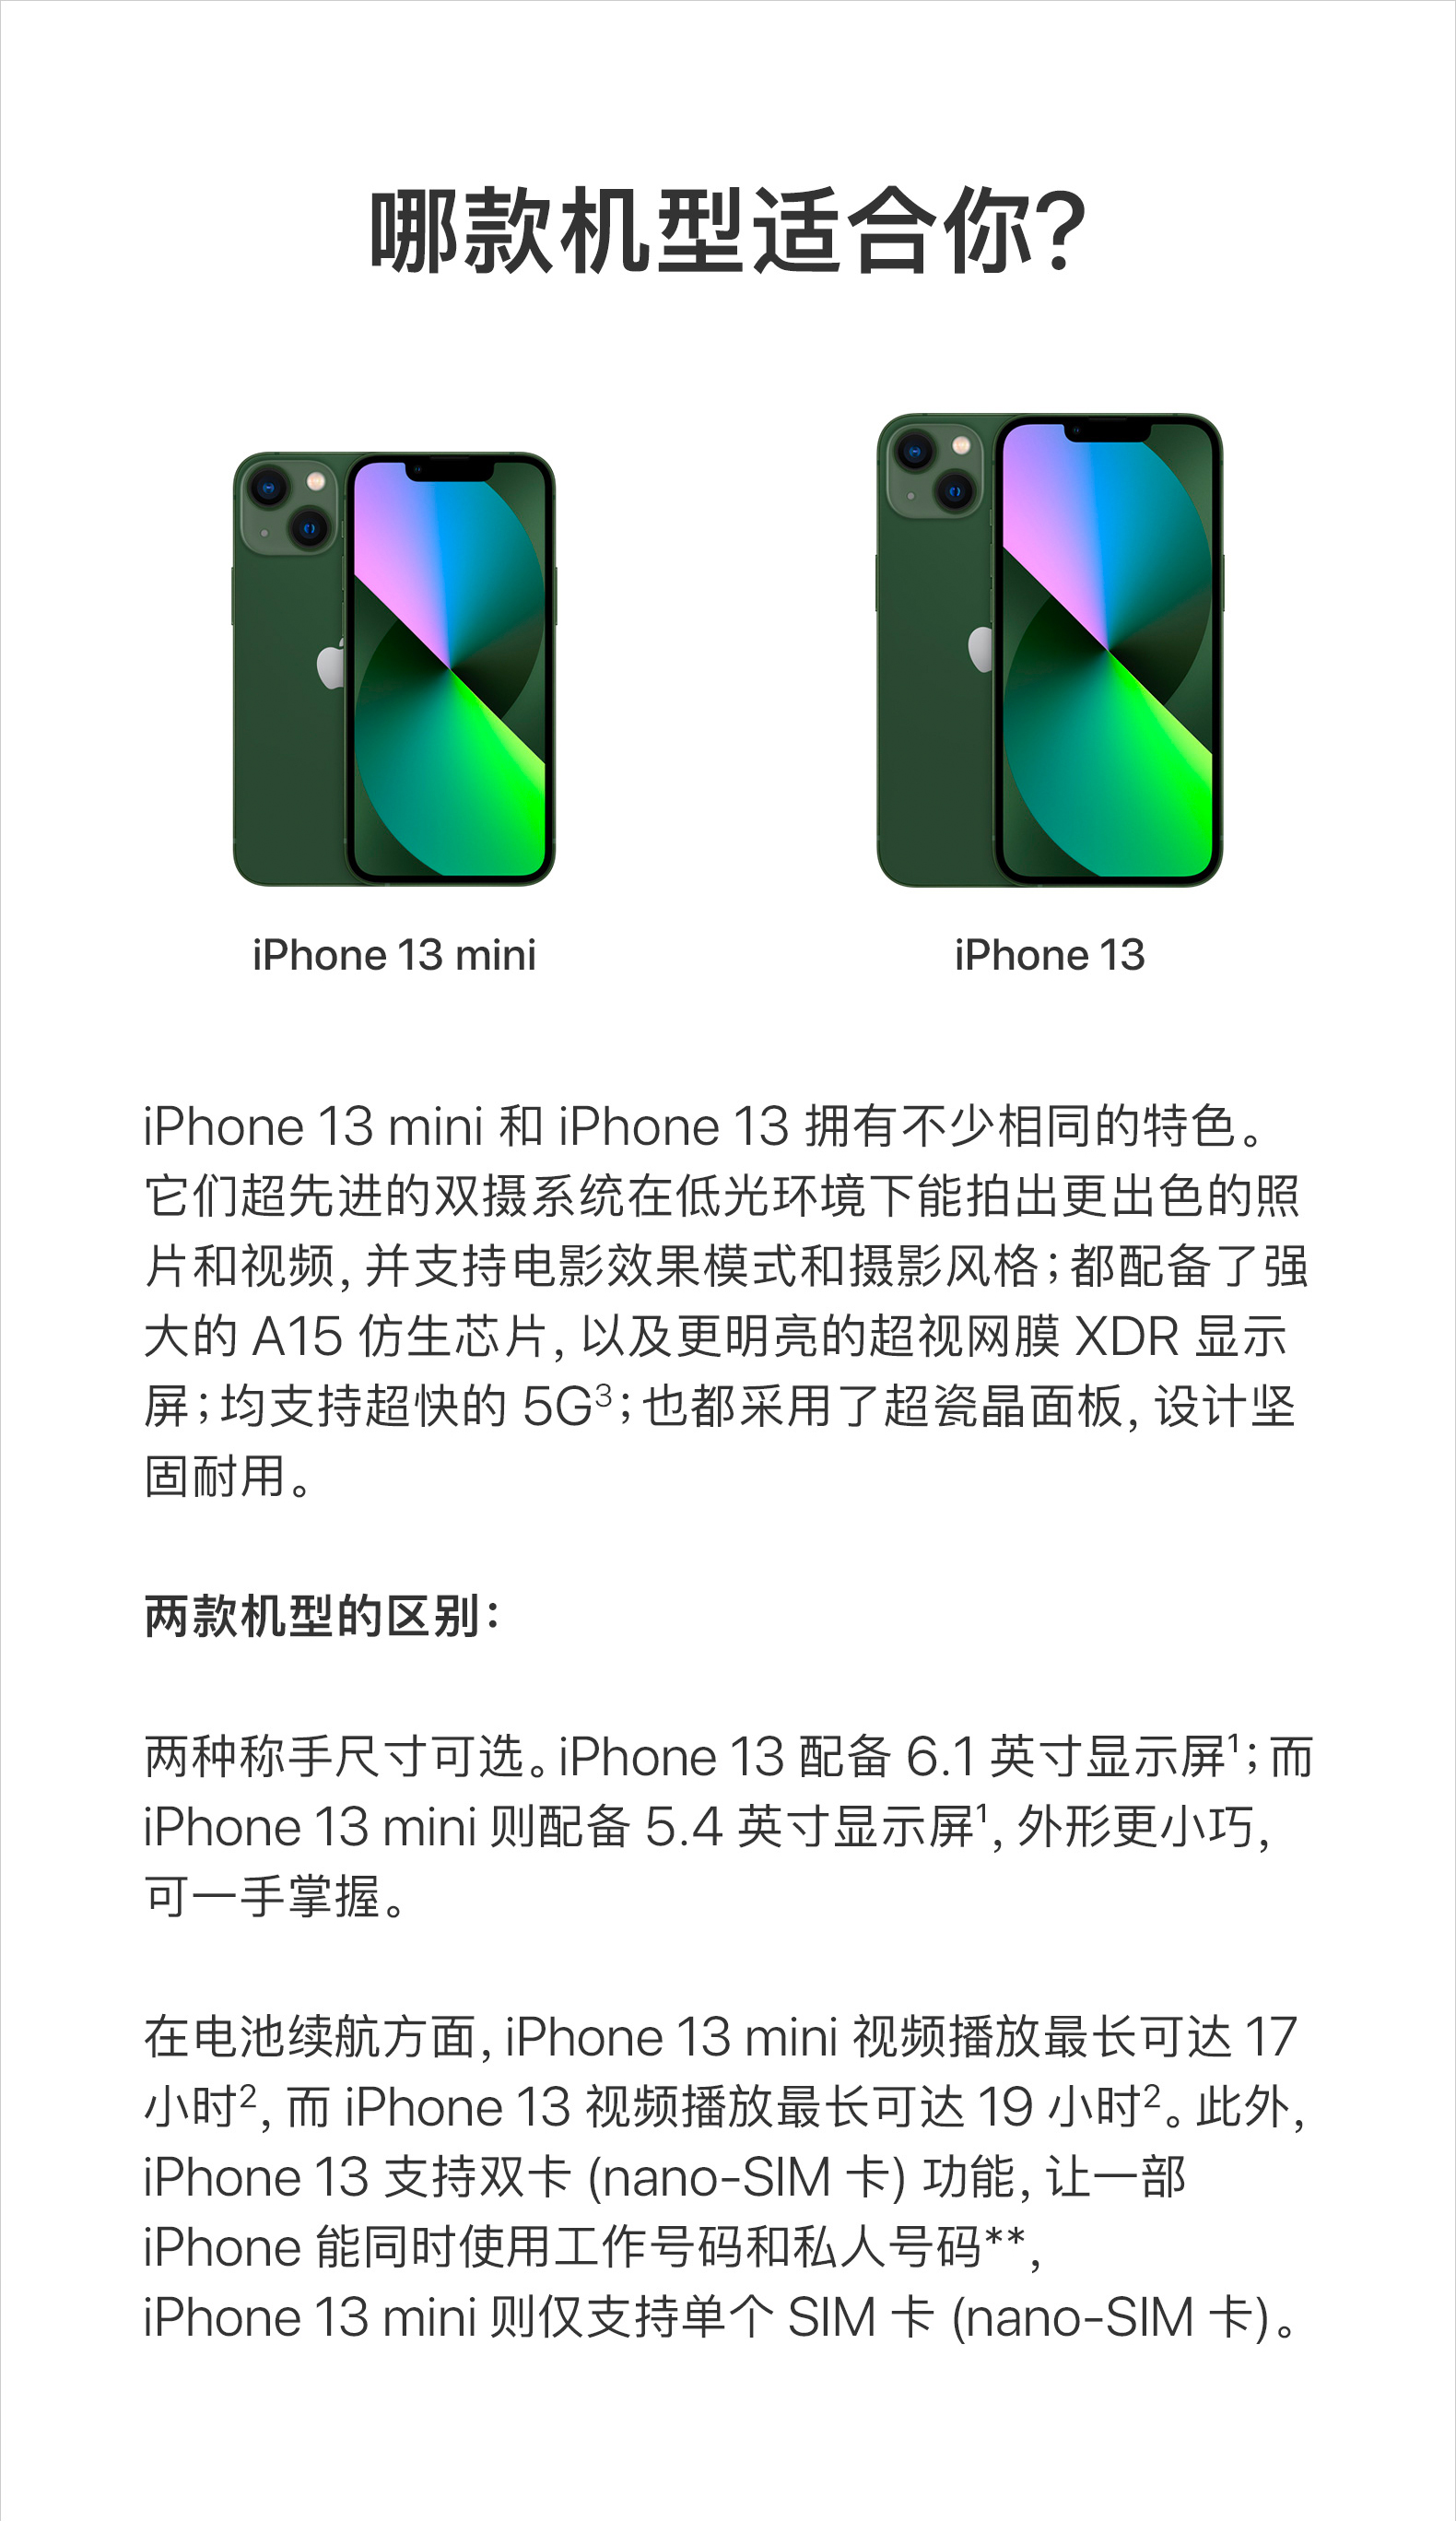 哪款机型适合你?
iPhone 13 mini
iPhone 13
iPhone 13 mini 和 iPhone 13 拥有不少相同的特色。
它们超先进的双摄系统在低光环境下能拍出更出色的照
片和视频，并支持电影效果模式和摄影风格；都配备了强
大的 A15 仿生芯片，以及更明亮的超视网膜 XDR 显示
屏；均支持超快的 5G³；也都采用了超瓷晶面板，设计坚
固耐用。
两款机型的区别：
两种称手尺寸可选。iPhone 13 配备 6.1 英寸显示屏¹；而
iPhone 13 mini 则配备 5.4 英寸显示屏¹，外形更小巧，
可一手掌握。
在电池续航方面，iPhone 13 mini 视频播放最长可达 17
小时²，而 iPhone 13 视频播放最长可达 19 小时²。此外，
iPhone 13 支持双卡 (nano-SIM 卡) 功能，让一部
iPhone 能同时使用工作号码和私人号码**，
iPhone 13 mini 则仅支持单个 SIM 卡 (nano-SIM 卡)。